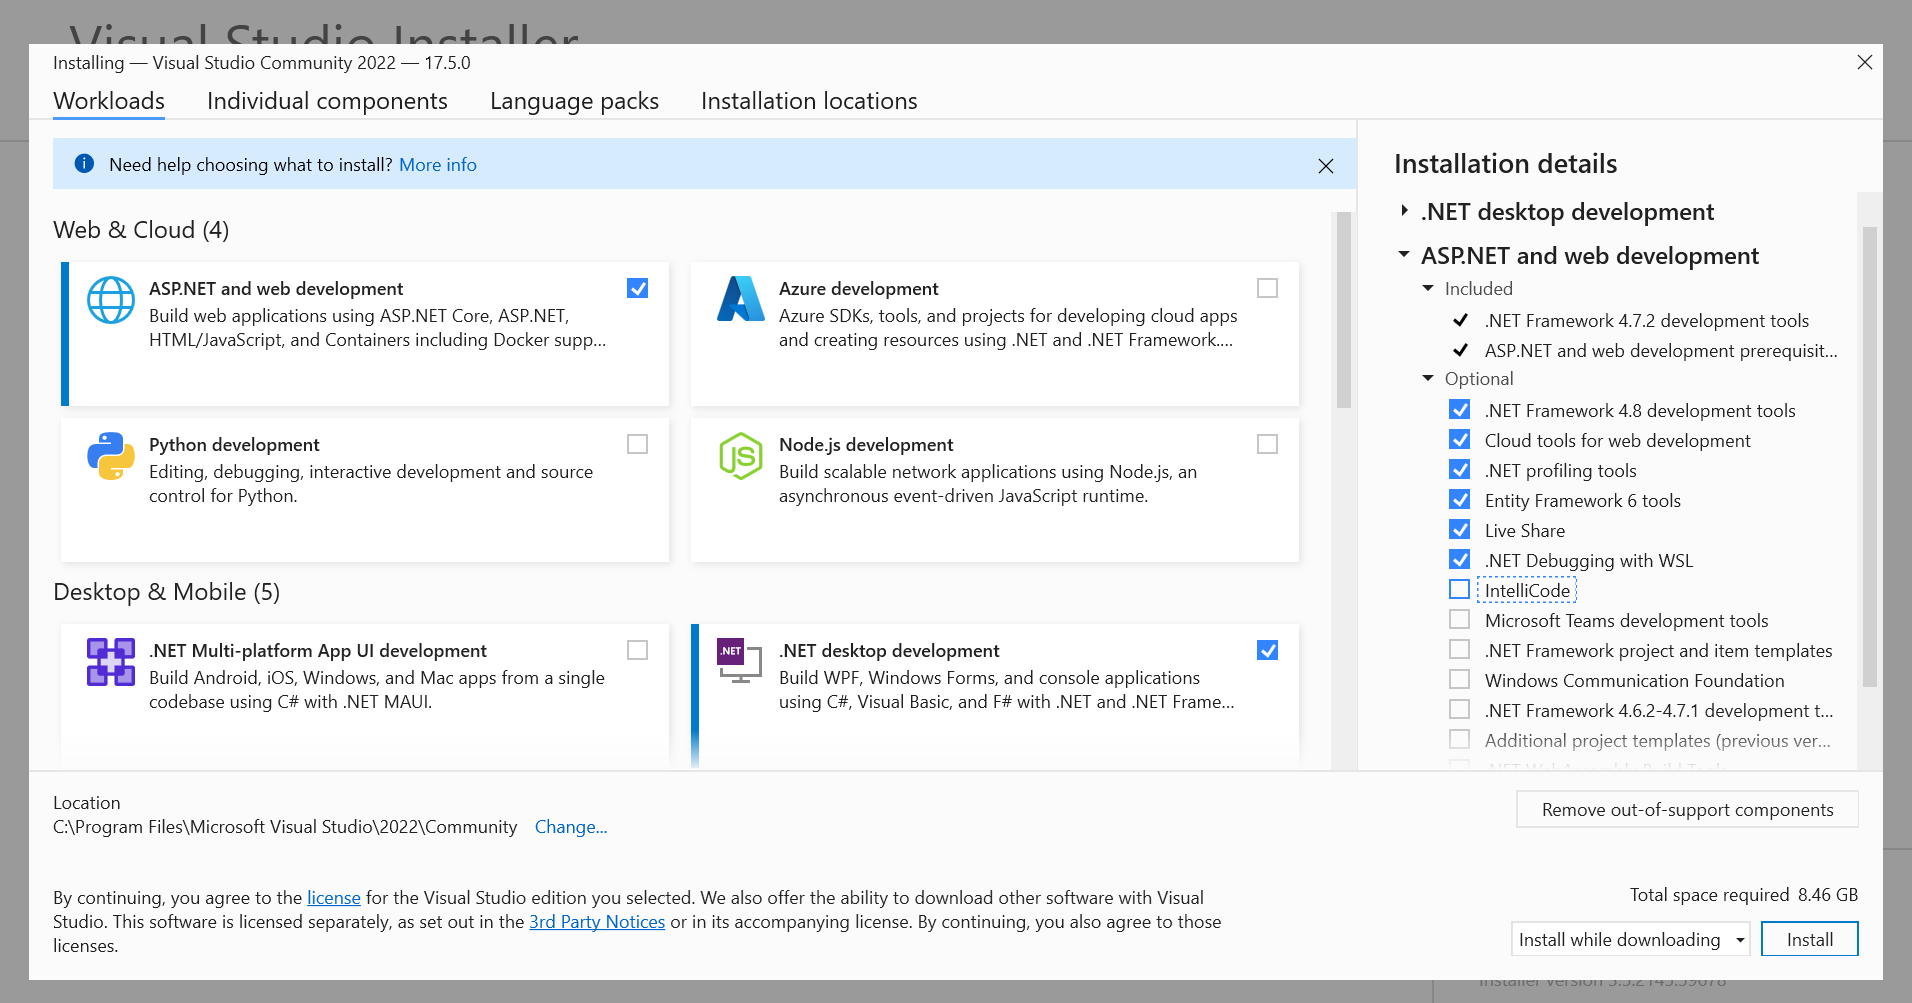 Visual Studio Installer
Installing — Visual Studio Community 2022 — 17.5.0
Workloads
Individual components
Language packs
Installation locations
Need help choosing what to install? More info
Web & Cloud (4)
ASP.NET and web development
Build web applications using ASP.NET Core, ASP.NET,
HTML/JavaScript, and Containers including Docker supp...
Azure development
Azure SDKs, tools, and projects for developing cloud apps
and creating resources using .NET and .NET Framework....
Python development
Editing, debugging, interactive development and source
control for Python.
Node.js development
Build scalable network applications using Node.js, an
asynchronous event-driven JavaScript runtime.
Desktop & Mobile (5)
.NET Multi-platform App UI development
Build Android, iOS, Windows, and Mac apps from a single
codebase using C# with .NET MAUI.
.NET
.NET desktop development
Build WPF, Windows Forms, and console applications
using C#, Visual Basic, and F# with .NET and .NET Frame...
Installation details
.NET desktop development
ASP.NET and web development
Included
.NET Framework 4.7.2 development tools
ASP.NET and web development prerequisit...
Optional
.NET Framework 4.8 development tools
Cloud tools for web development
.NET profiling tools
Entity Framework 6 tools
Live Share
.NET Debugging with WSL
IntelliCode
Microsoft Teams development tools
.NET Framework project and item templates
Windows Communication Foundation
.NET Framework 4.6.2-4.7.1 development t...
Additional project templates (previous ver...
.NET WebAssembly Build Tools
Location
C:\Program Files\Microsoft Visual Studio\2022\Community Change...
Remove out-of-support components
By continuing, you agree to the license for the Visual Studio edition you selected. We also offer the ability to download other software with Visual
Studio. This software is licensed separately, as set out in the 3rd Party Notices or in its accompanying license. By continuing, you also agree to those
licenses.
Total space required 8.46 GB
Install while downloading
Install
Installer version